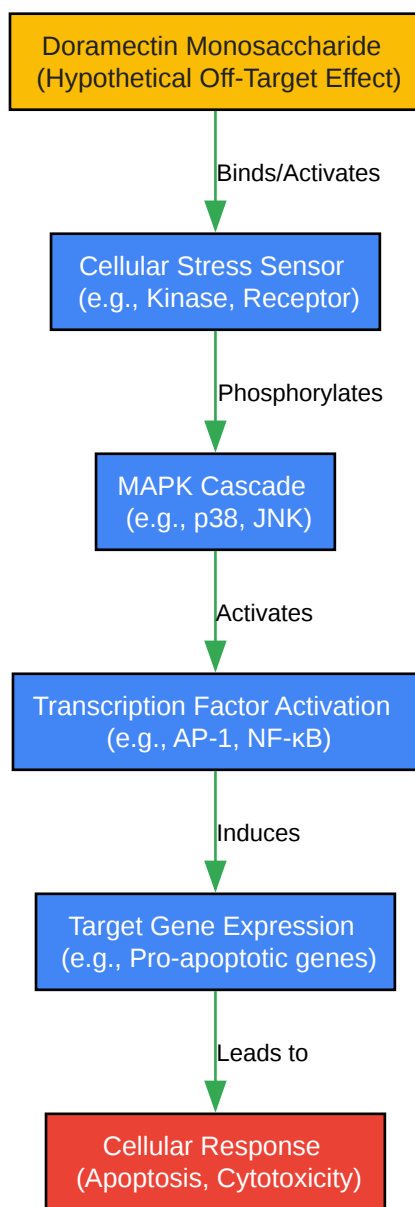 Doramectin Monosaccharide
(Hypothetical Off-Target Effect)
Binds/Activates
Cellular Stress Sensor
(e.g., Kinase, Receptor)
Phosphorylates
MAPK Cascade
(e.g., p38, JNK)
Activates
Transcription Factor Activation
(e.g., AP-1, NF-κB)
Induces
Target Gene Expression
(e.g., Pro-apoptotic genes)
Leads to
Cellular Response
(Apoptosis, Cytotoxicity)